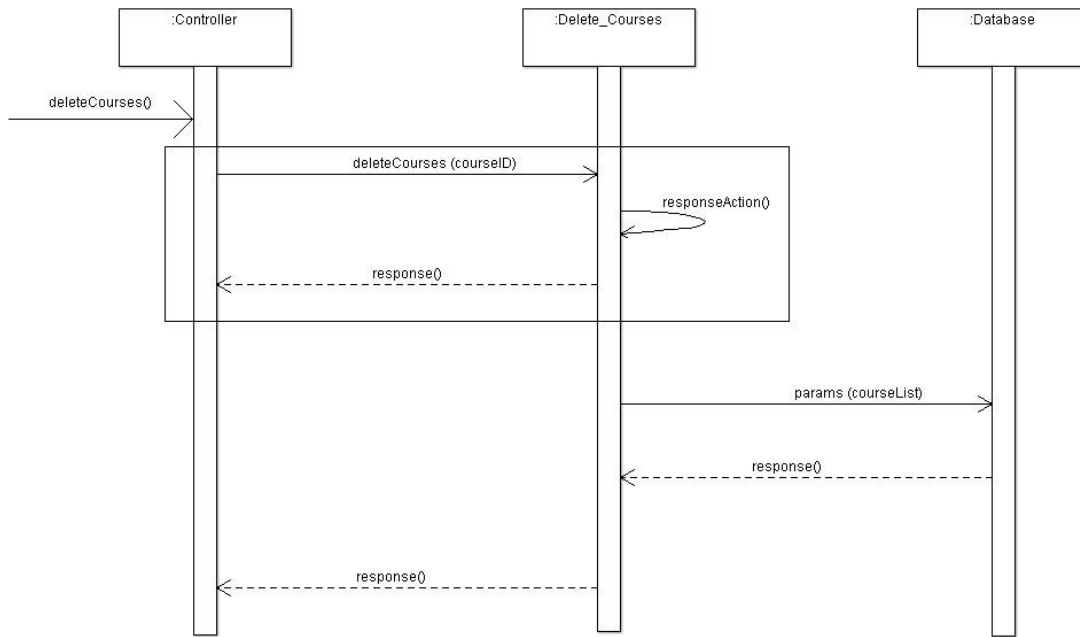 :Controller
:Delete_Courses
:Database
deleteCourses()
deleteCourses (courseID)
responseAction()
response()
params (courseList)
response()
response()